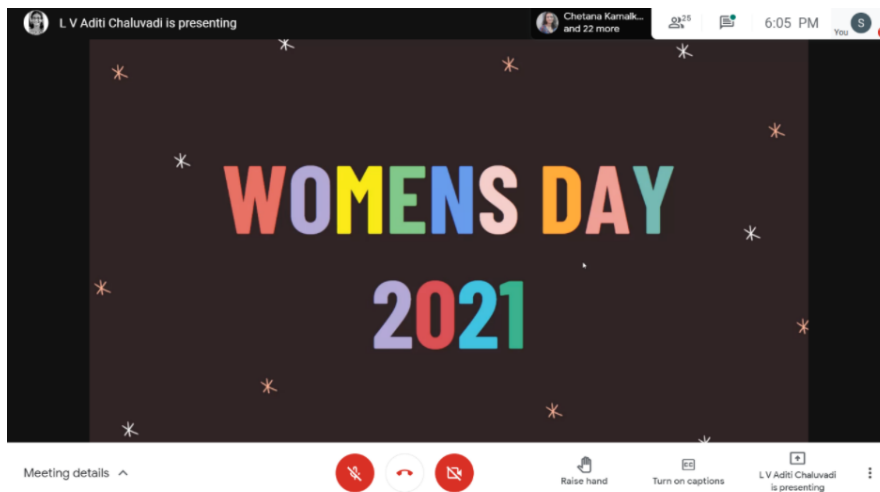 L V Aditi Chaluvadi is presenting
Chetana Kamalk...
and 22 more
25
6:05 PM
You
S
WOMENS DAY
2021
Meeting details
Raise hand
CC
Turn on captions
L V Aditi Chaluvadi
is presenting